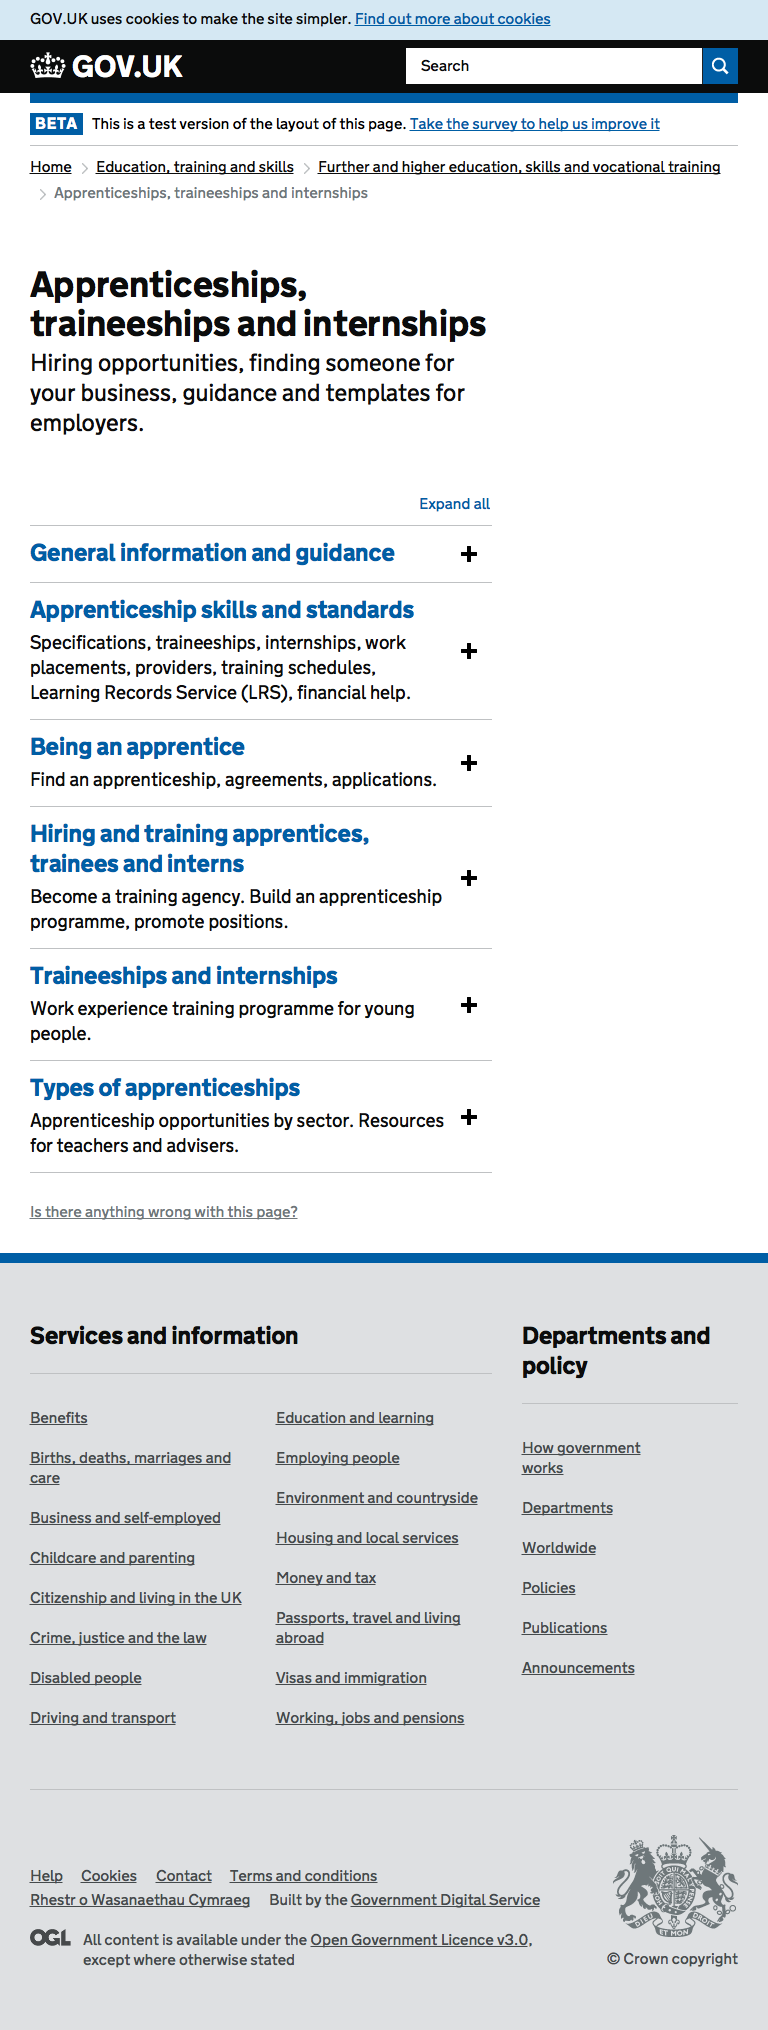 GOV.UK uses cookies to make the site simpler. Find out more about cookies
GOV.UK
Search
BETA This is a test version of the layout of this page. Take the survey to help us improve it
Home Education, training and skills Further and higher education, skills and vocational training
Apprenticeships, traineeships and internships
Apprenticeships,
traineeships and internships
Hiring opportunities, finding someone for
your business, guidance and templates for
employers.
Expand all
General information and guidance
Apprenticeship skills and standards
Specifications, traineeships, internships, work
placements, providers, training schedules,
Learning Records Service (LRS), financial help.
Being an apprentice
Find an apprenticeship, agreements, applications.
Hiring and training apprentices,
trainees and interns
Become a training agency. Build an apprenticeship
programme, promote positions.
Traineeships and internships
Work experience training programme for young
people.
Types of apprenticeships
Apprenticeship opportunities by sector. Resources
for teachers and advisers.
Is there anything wrong with this page?
Services and information
Benefits
Births, deaths, marriages and
care
Business and self-employed
Childcare and parenting
Citizenship and living in the UK
Crime, justice and the law
Disabled people
Driving and transport
Education and learning
Employing people
Environment and countryside
Housing and local services
Money and tax
Passports, travel and living
abroad
Visas and immigration
Working, jobs and pensions
Departments and
policy
How government
works
Departments
Worldwide
Policies
Publications
Announcements
Help Cookies Contact Terms and conditions
Rhestr o Wasanaethau Cymraeg Built by the Government Digital Service
OGL All content is available under the Open Government Licence v3.0,
except where otherwise stated
DIEU ET MON DROIT
© Crown copyright